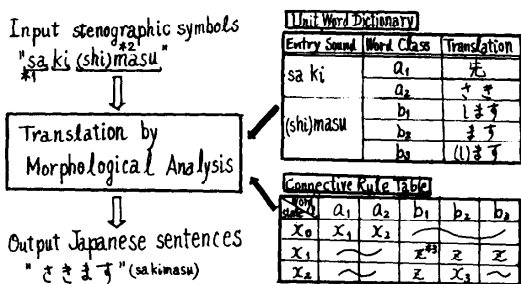 Input stenographic symbols
"sa ki (shi)masu"
*1 *2
Translation by
Morphological Analysis
Output Japanese sentences
"さきます" (sakimasu)
Unit Word Dictionary
Entry Sound Word Class Translation
sa ki a₁ 先
a₂ さき
(shi)masu b₁ します
b₂ ます
b₃ (し)ます
Connective Rule Table
word state a₁ a₂ b₁ b₂ b₃
X₀ X₁ X₂ ~
X₁ ~ z*3 z z
X₂ ~ z X₃ ~